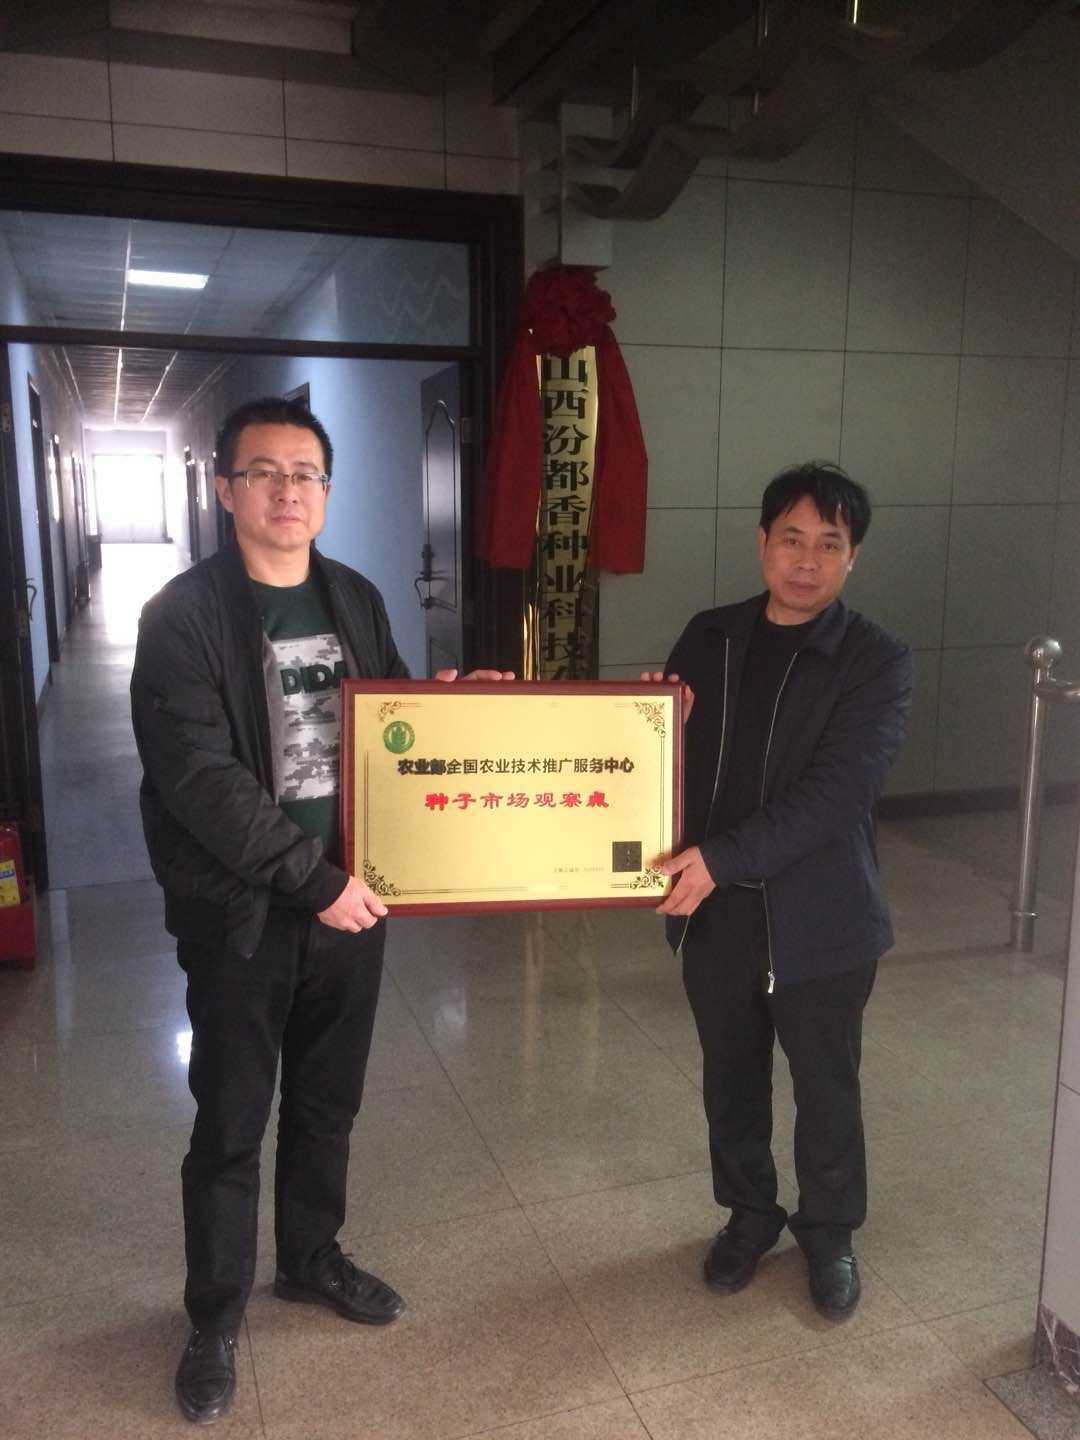 山西汾都香种业科技有
DIDA
农业部全国农业技术推广服务中心
种子市场观察点